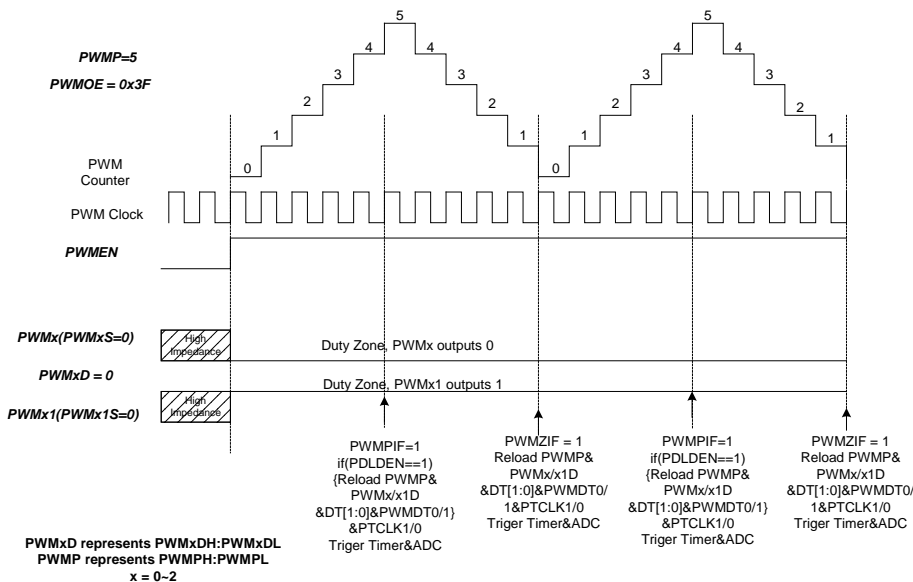 5
5
PWMP=5
4
4
4
4
PWMOE = 0x3F
3
3
3
3
2
2
2
2
1
1
1
1
PWM
Counter
0
0
PWM Clock
PWMEN
PWMx(PWMxS=0)
High
Impedance
Duty Zone, PWMx outputs 0
PWMxD = 0
Duty Zone, PWMx1 outputs 1
PWMx1(PWMx1S=0)
High
Impedance
PWMPIF=1
if(PDLDEN==1)
{Reload PWMP&
PWMx/x1D
&DT[1:0]&PWMDT0/1}
&PTCLK1/0
Triger Timer&ADC
PWMZIF = 1
Reload PWMP&
PWMx/x1D
&DT[1:0]&PWMDT0/
1&PTCLK1/0
Triger Timer&ADC
PWMPIF=1
if(PDLDEN==1)
{Reload PWMP&
PWMx/x1D
&DT[1:0]&PWMDT0/1}
&PTCLK1/0
Triger Timer&ADC
PWMZIF = 1
Reload PWMP&
PWMx/x1D
&DT[1:0]&PWMDT0/
1&PTCLK1/0
Triger Timer&ADC
PWMxD represents PWMxDH:PWMxDL
PWMP represents PWMPH:PWMPL
x = 0~2